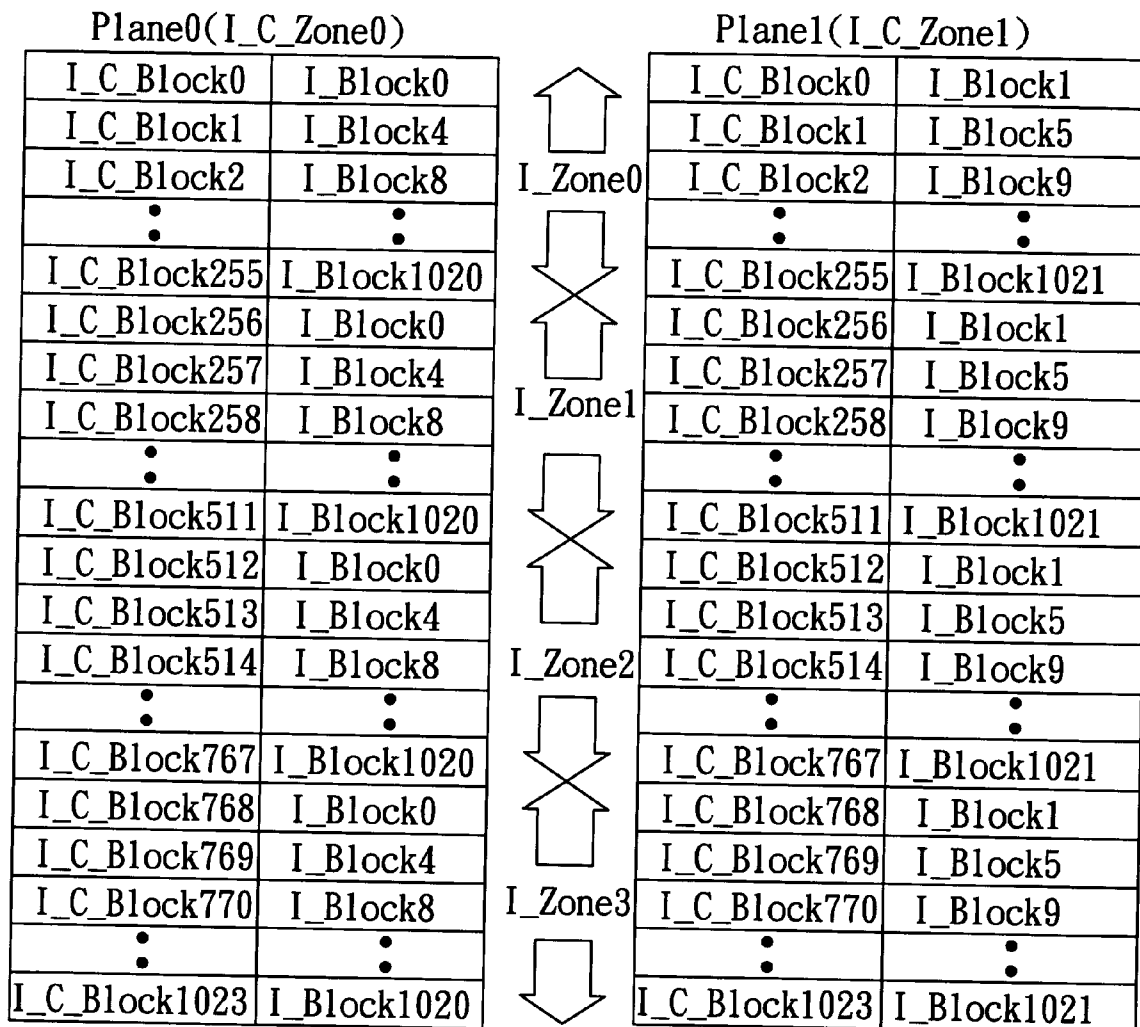 Plane0(I_C_Zone0) Plane1(I_C_Zone1)
I_C_Block0 I_Block0 I_C_Block0 I_Block1
I_C_Block1 I_Block4 I_C_Block1 I_Block5
I_C_Block2 I_Block8 I_Zone0 I_C_Block2 I_Block9
I_C_Block255 I_Block1020 I_C_Block255 I_Block1021
I_C_Block256 I_Block0 I_C_Block256 I_Block1
I_C_Block257 I_Block4 I_C_Block257 I_Block5
I_C_Block258 I_Block8 I_Zone1 I_C_Block258 I_Block9
I_C_Block511 I_Block1020 I_C_Block511 I_Block1021
I_C_Block512 I_Block0 I_C_Block512 I_Block1
I_C_Block513 I_Block4 I_C_Block513 I_Block5
I_C_Block514 I_Block8 I_Zone2 I_C_Block514 I_Block9
I_C_Block767 I_Block1020 I_C_Block767 I_Block1021
I_C_Block768 I_Block0 I_C_Block768 I_Block1
I_C_Block769 I_Block4 I_C_Block769 I_Block5
I_C_Block770 I_Block8 I_Zone3 I_C_Block770 I_Block9
I_C_Block1023 I_Block1020 I_C_Block1023 I_Block1021